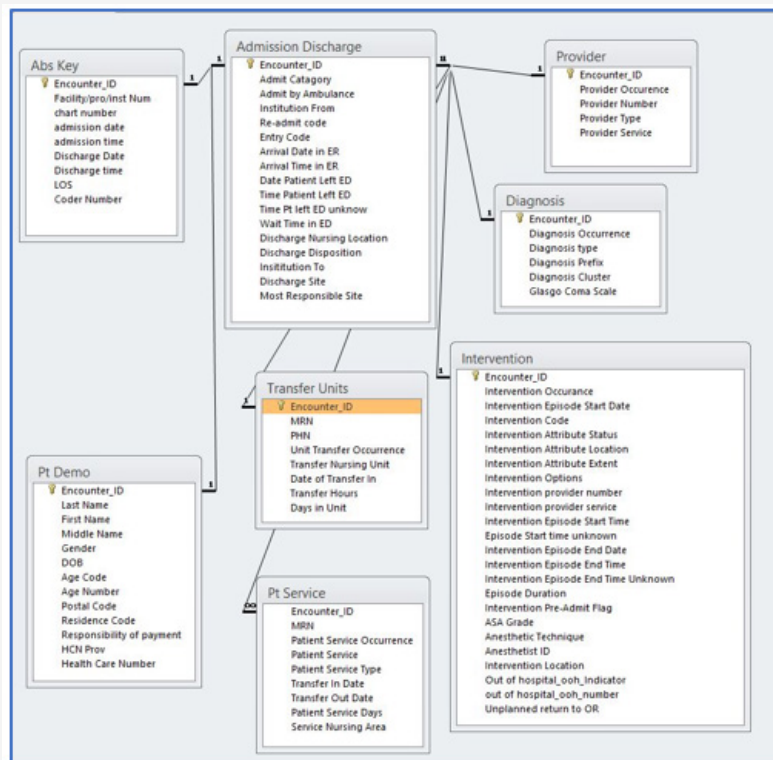 Abs Key
Encounter_ID
Facility/pro/inst Num
chart number
admission date
admission time
Discharge Date
Discharge time
LOS
Coder Number
1
1
Admission Discharge
Encounter_ID
Admit Catagory
Admit by Ambulance
Institution From
Re-admit code
Entry Code
Arrival Date in ER
Arrival Time in ER
Date Patient Left ED
Time Patient Left ED
Time Pt left ED unknow
Wait Time in ED
Discharge Nursing Location
Discharge Disposition
Insititution To
Discharge Site
Most Responsible Site
1
Provider
Encounter_ID
Provider Occurence
Provider Number
Provider Type
Provider Service
1
Diagnosis
Encounter_ID
Diagnosis Occurrence
Diagnosis type
Diagnosis Prefix
Diagnosis Cluster
Glasgo Coma Scale
1
Transfer Units
Encounter_ID
MRN
PHN
Unit Transfer Occurrence
Transfer Nursing Unit
Date of Transfer In
Transfer Hours
Days in Unit
1
Intervention
Encounter_ID
Intervention Occurance
Intervention Episode Start Date
Intervention Code
Intervention Attribute Status
Intervention Attribute Location
Intervention Attribute Extent
Intervention Options
Intervention provider number
Intervention provider service
Intervention Episode Start Time
Episode Start time unknown
Intervention Episode End Date
Intervention Episode End Time
Intervention Episode End Time Unknown
Episode Duration
Intervention Pre-Admit Flag
ASA Grade
Anesthetic Technique
Anesthetist ID
Intervention Location
Out of hospital_ooh_Indicator
out of hospital_ooh_number
Unplanned return to OR
1
Pt Demo
Encounter_ID
Last Name
First Name
Middle Name
Gender
DOB
Age Code
Age Number
Postal Code
Residence Code
Responsibility of payment
HCN Prov
Health Care Number
∞
Pt Service
Encounter_ID
MRN
Patient Service Occurrence
Patient Service
Patient Service Type
Transfer In Date
Transfer Out Date
Patient Service Days
Service Nursing Area